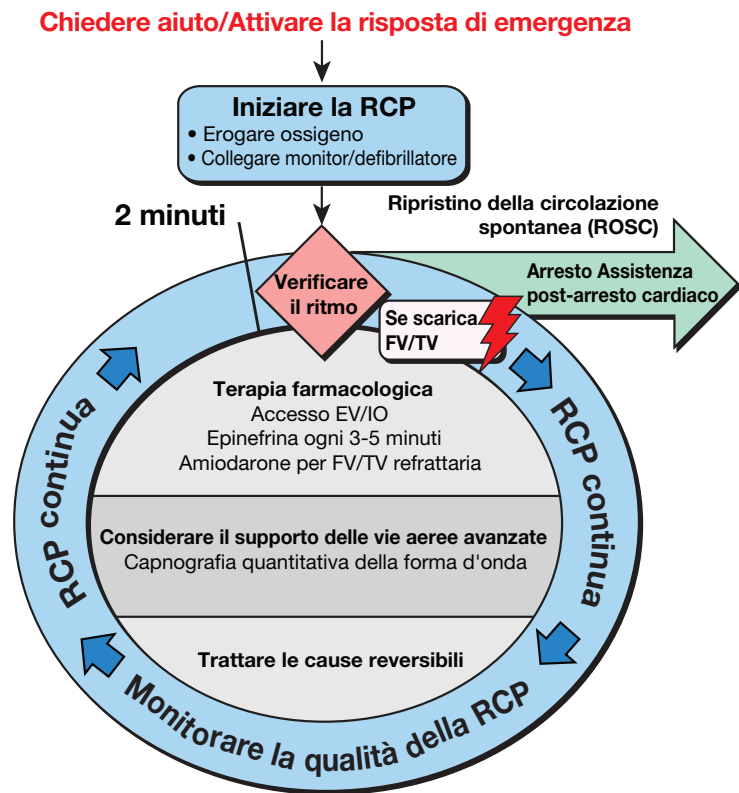 Chiedere aiuto/Attivare la risposta di emergenza
Iniziare la RCP
• Erogare ossigeno
• Collegare monitor/defibrillatore
2 minuti
Ripristino della circolazione
spontanea (ROSC)
Arresto Assistenza
post-arresto cardiaco
Verificare
il ritmo
Se scarica
FV/TV
Terapia farmacologica
Accesso EV/IO
Epinefrina ogni 3-5 minuti
Amiodarone per FV/TV refrattaria
Considerare il supporto delle vie aeree avanzate
Capnografia quantitativa della forma d'onda
Trattare le cause reversibili
RCP continua
Monitorare la qualità della RCP
RCP continua